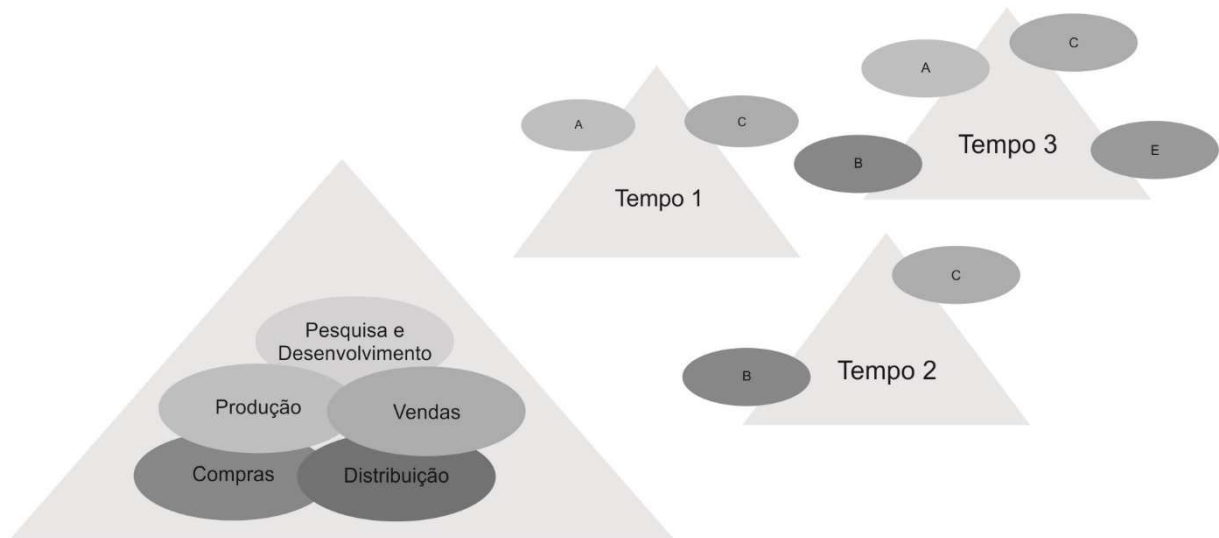 Pesquisa e
Desenvolvimento
Produção
Vendas
Compras
Distribuição
A
C
Tempo 1
C
B
Tempo 2
C
A
Tempo 3
B
E